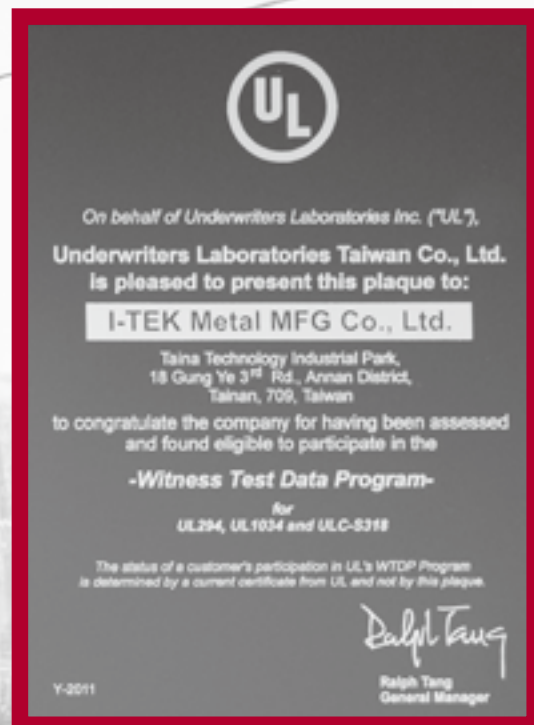 UL
On behalf of Underwriters Laboratories Inc. ("UL"),
Underwriters Laboratories Taiwan Co., Ltd.
is pleased to present this plaque to:
I-TEK Metal MFG Co., Ltd.
Taina Technology Industrial Park,
18 Gung Ye 3rd Rd., Annan District,
Tainan, 709, Taiwan
to congratulate the company for having been assessed
and found eligible to participate in the
-Witness Test Data Program-
for
UL294, UL1034 and ULC-S318
The status of a customer's participation in UL's WTDP Program
is determined by a current certificate from UL and not by this plaque.
Ralph Tang
Ralph Tang
Y-2011 General Manager